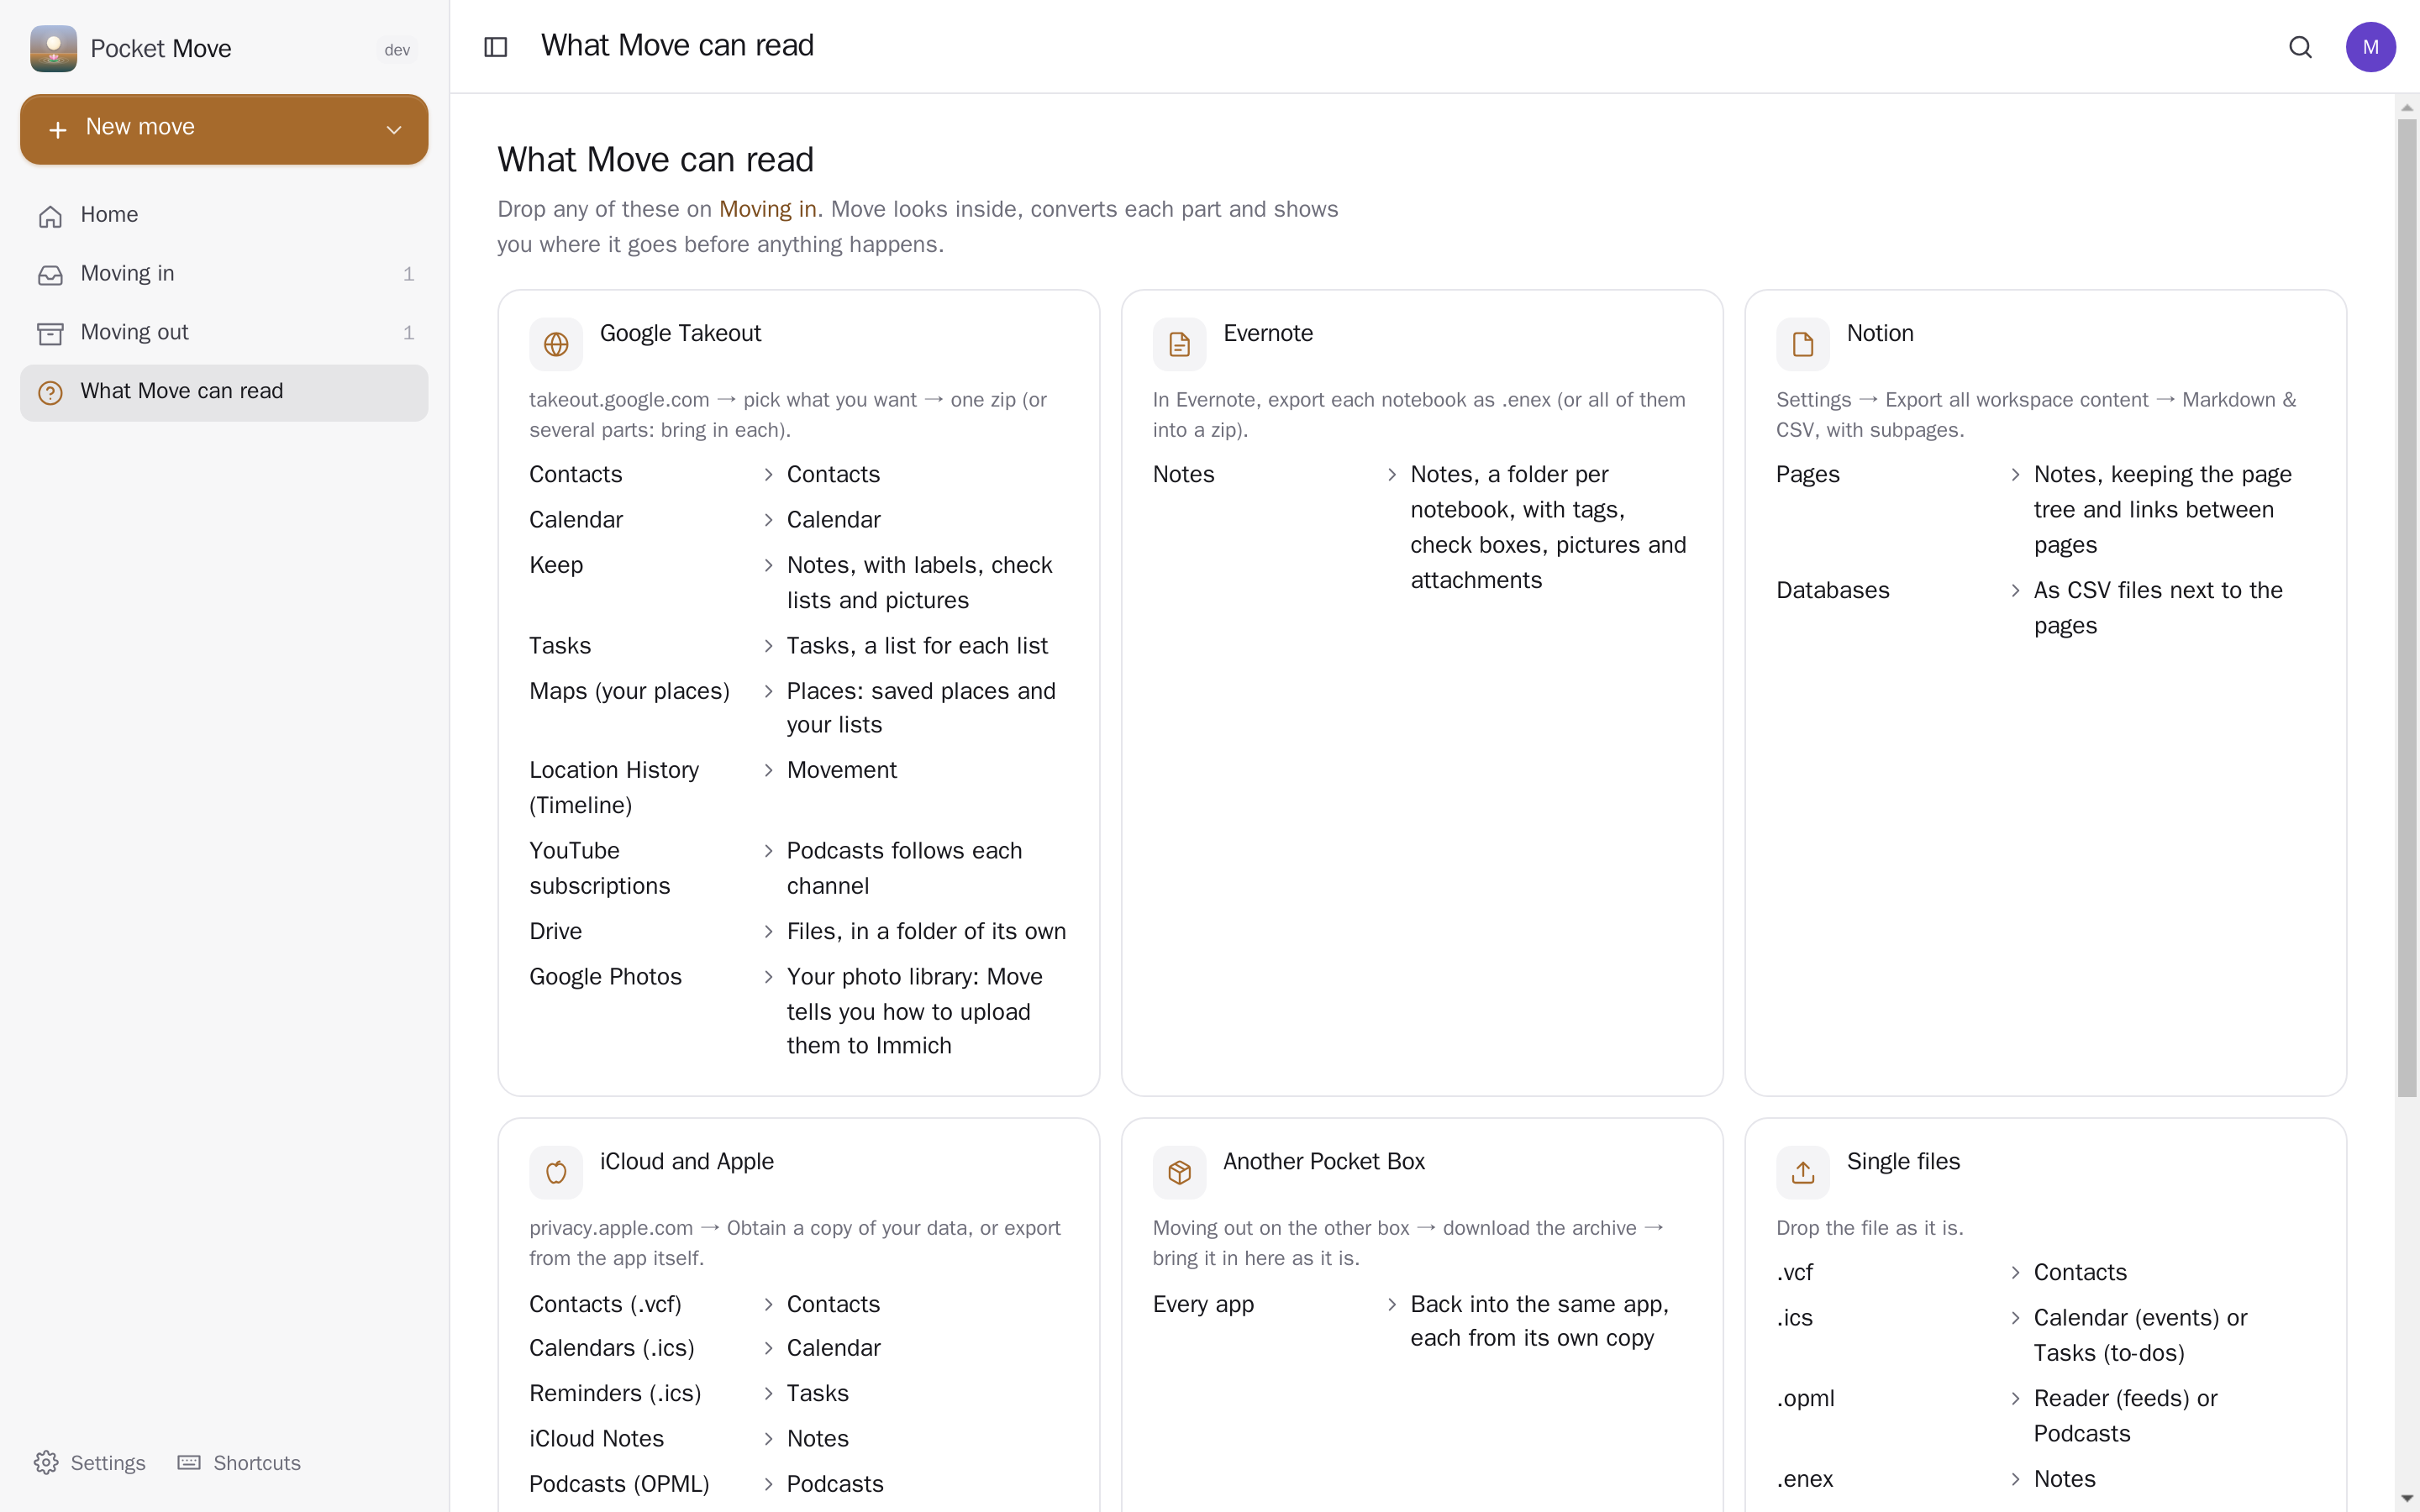 Pocket Move
dev
New move
Home
Moving in 1
Moving out 1
What Move can read
Settings
Shortcuts
What Move can read
M
What Move can read
Drop any of these on Moving in. Move looks inside, converts each part and shows
you where it goes before anything happens.
Google Takeout
takeout.google.com → pick what you want → one zip (or
several parts: bring in each).
Contacts > Contacts
Calendar > Calendar
Keep > Notes, with labels, check
lists and pictures
Tasks > Tasks, a list for each list
Maps (your places) > Places: saved places and
your lists
Location History > Movement
(Timeline)
YouTube > Podcasts follows each
subscriptions channel
Drive > Files, in a folder of its own
Google Photos > Your photo library: Move
tells you how to upload
them to Immich
Evernote
In Evernote, export each notebook as .enex (or all of them
into a zip).
Notes > Notes, a folder per
notebook, with tags,
check boxes, pictures and
attachments
Notion
Settings → Export all workspace content → Markdown &
CSV, with subpages.
Pages > Notes, keeping the page
tree and links between
pages
Databases > As CSV files next to the
pages
iCloud and Apple
privacy.apple.com → Obtain a copy of your data, or export
from the app itself.
Contacts (.vcf) > Contacts
Calendars (.ics) > Calendar
Reminders (.ics) > Tasks
iCloud Notes > Notes
Podcasts (OPML) > Podcasts
Another Pocket Box
Moving out on the other box → download the archive →
bring it in here as it is.
Every app > Back into the same app,
each from its own copy
Single files
Drop the file as it is.
.vcf > Contacts
.ics > Calendar (events) or
Tasks (to-dos)
.opml > Reader (feeds) or
Podcasts
.enex > Notes